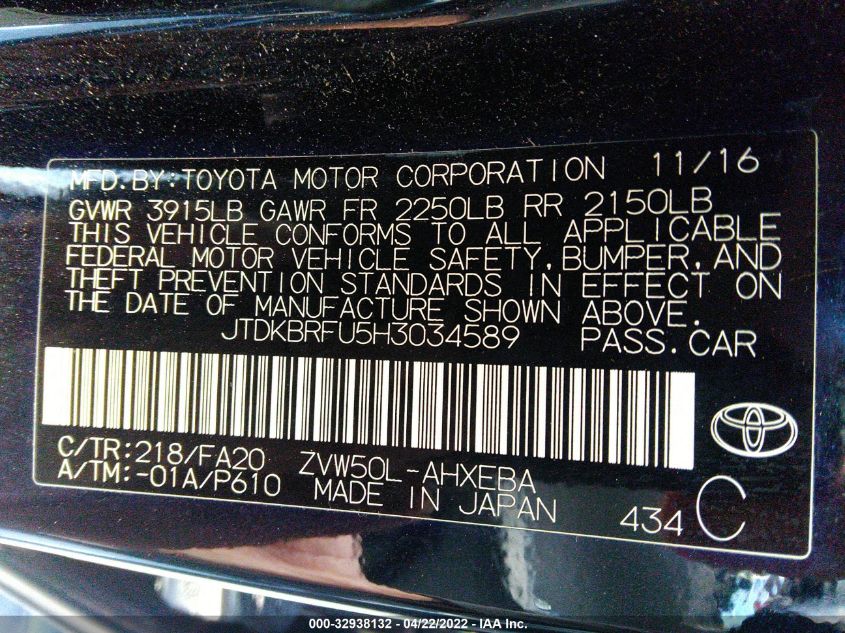 MFD.BY:TOYOTA MOTOR CORPORATION 11/16
GVWR 3915LB GAWR FR 2250LB RR 2150LB
THIS VEHICLE CONFORMS TO ALL APPLICABLE
FEDERAL MOTOR VEHICLE SAFETY,BUMPER,AND
THEFT PREVENTION STANDARDS IN EFFECT ON
THE DATE OF MANUFACTURE SHOWN ABOVE.
JTDKBRFU5H3034589 PASS.CAR
C/TR:218/FA20 ZVW50L-AHXEBA
A/TM:-01A/P610 MADE IN JAPAN 434 C
000-32938132 - 04/22/2022 - IAA, Inc.